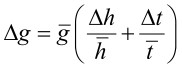 Δg = g̅ (Δh/h̅ + Δt/t̅)